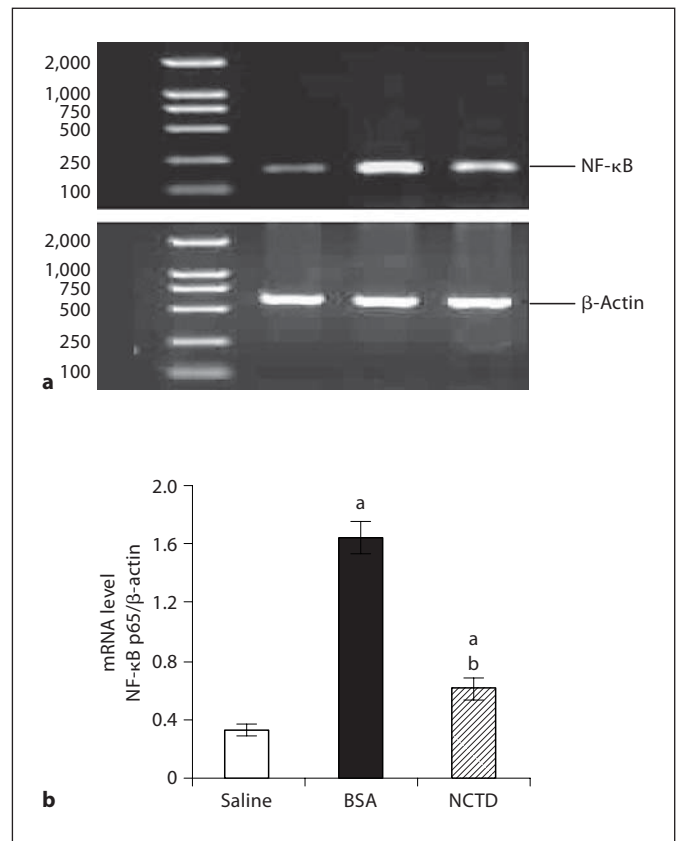 2,000
1,000
750
500
250
100
NF-κB
2,000
1,000
750
500
250
100
β-Actin
a
2.0
1.6
1.2
0.8
0.4
0
mRNA level
NF-κB p65/β-actin
a
a
b
Saline BSA NCTD
b